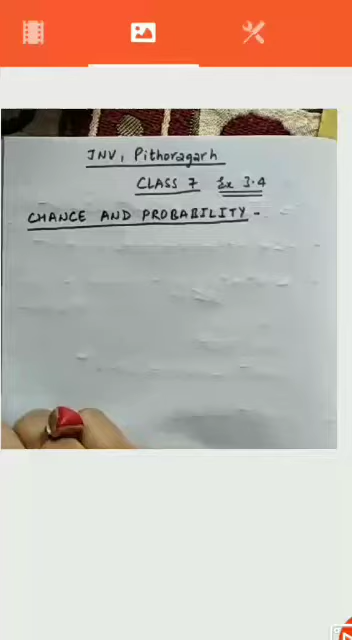 JNV, Pithoragarh
CLASS 7 Ex 3.4
CHANCE AND PROBABILITY -